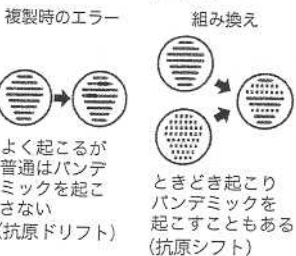 複製時のエラー
よく起こるが
普通はパンデ
ミックを起こ
さない
(抗原ドリフト)
組み換え
ときどき起こり
パンデミックを
起こすこともある
(抗原シフト)